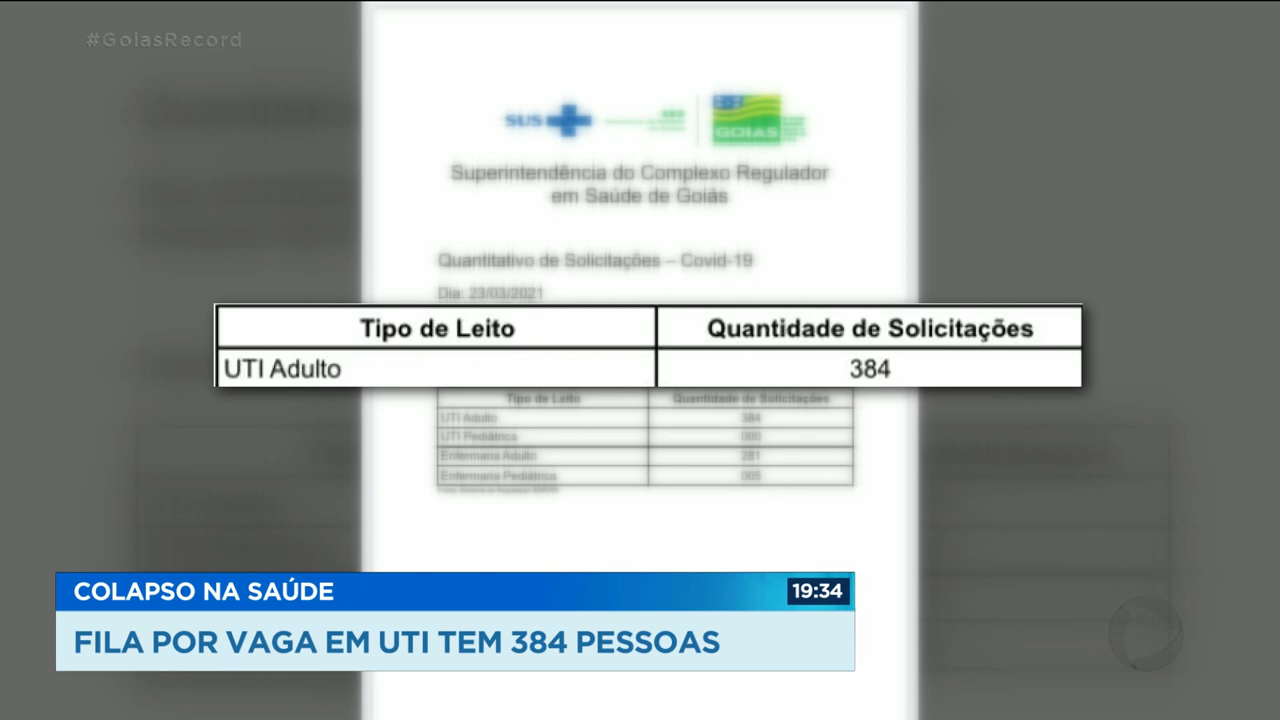 #GoiasRecord
SUS
GOIÁS
Superintendência do Complexo Regulador
em Saúde de Goiás
Quantitativo de Solicitações – Covid-19
Dia: 23/03/2021
Tipo de Leito Quantidade de Solicitações
UTI Adulto 384
Tipo de Leito Quantidade de Solicitações
UTI Adulto 384
UTI Pediátrica 000
Enfermaria Adulto 281
Enfermaria Pediátrica 005
COLAPSO NA SAÚDE 19:34
FILA POR VAGA EM UTI TEM 384 PESSOAS